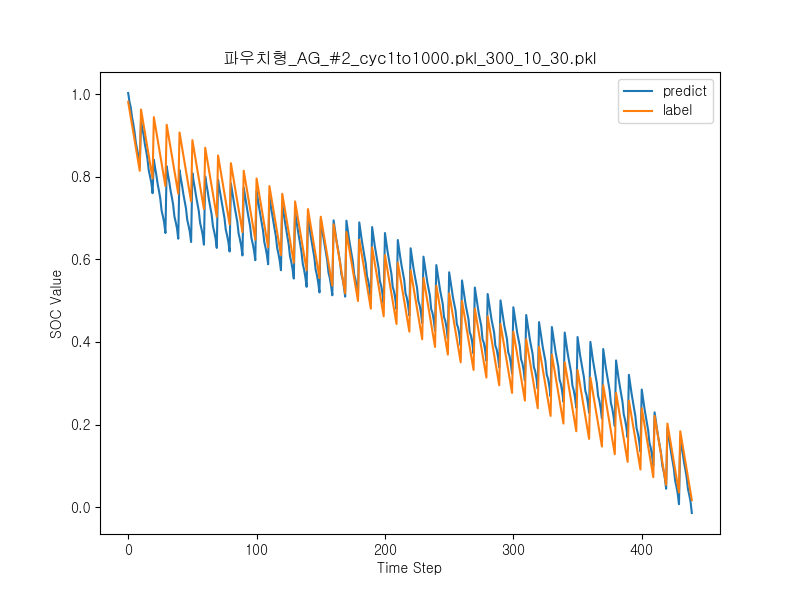 파우치형_AG_#2_cyc1to1000.pkl_300_10_30.pkl
predict
label
SOC Value
1.0
0.8
0.6
0.4
0.2
0.0
0 100 200 300 400
Time Step